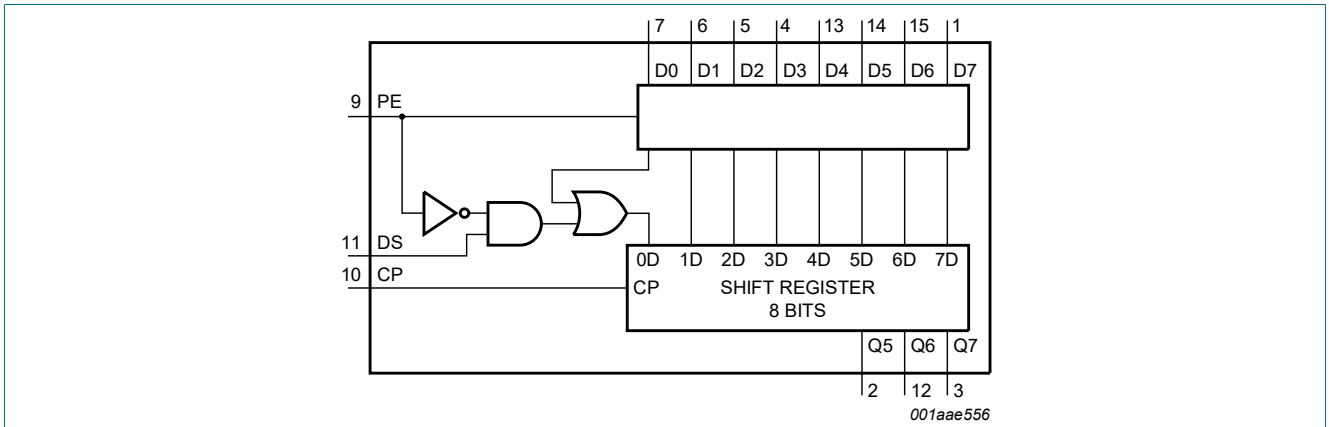 7 6 5 4 13 14 15 1
D0 D1 D2 D3 D4 D5 D6 D7
9 PE
11 DS
0D 1D 2D 3D 4D 5D 6D 7D
10 CP
CP SHIFT REGISTER
8 BITS
Q5 Q6 Q7
2 12 3
001aae556